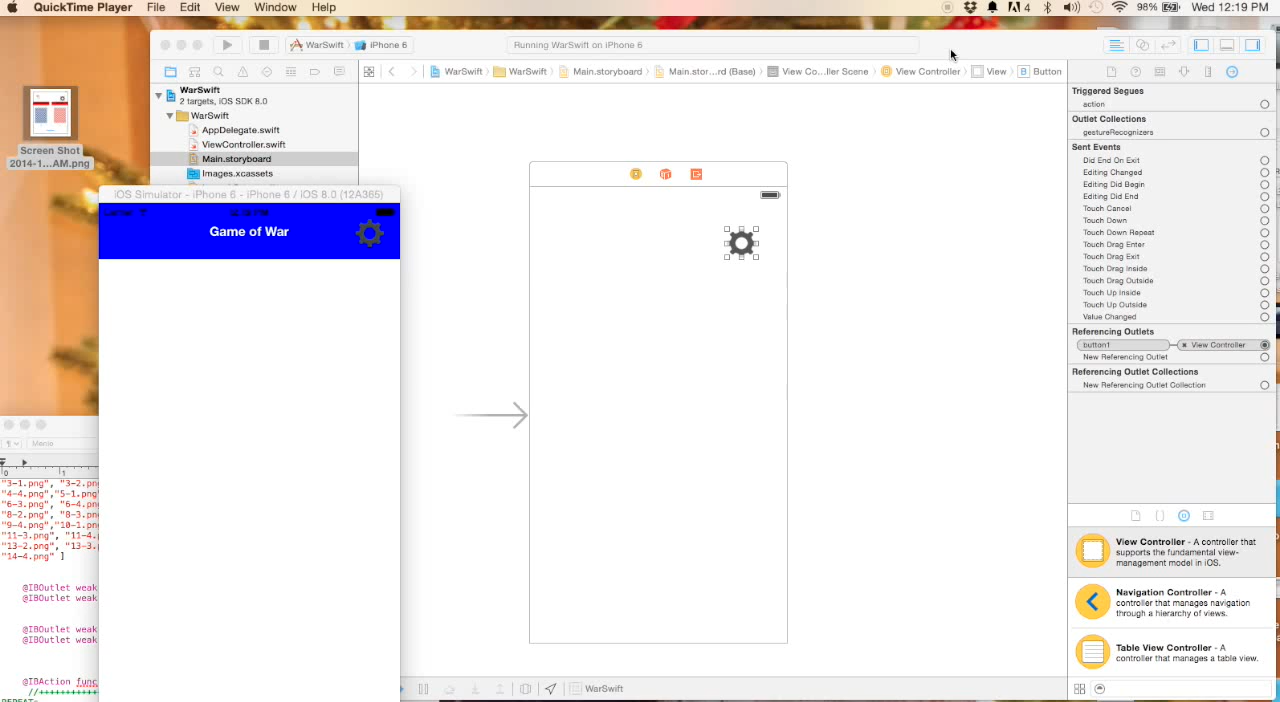 QuickTime Player File Edit View Window Help
4 98% Wed 12:19 PM
WarSwift iPhone 6
Running WarSwift on iPhone 6
WarSwift WarSwift Main.storyboard Main.stor...rd (Base) View Co...ller Scene View Controller View B Button
WarSwift
2 targets, iOS SDK 8.0
WarSwift
AppDelegate.swift
ViewController.swift
Main.storyboard
Images.xcassets
Screen Shot
2014-1...AM.png
iOS Simulator - iPhone 6 - iPhone 6 / iOS 8.0 (12A365)
Game of War
Menlo
0 1
"3-1.png", "3-2.pn
"4-4.png","5-1.png"
"6-3.png", "6-4.pn
"8-2.png", "8-3.pn
"9-4.png","10-1.pn
"11-3.png", "11-4.p
"13-2.png", "13-3.p
"14-4.png" ]
@IBOutlet weak
@IBOutlet weak
@IBOutlet weak
@IBOutlet weak
@IBAction func
//++++++++++++
WarSwift
Triggered Segues
action
Outlet Collections
gestureRecognizers
Sent Events
Did End On Exit
Editing Changed
Editing Did Begin
Editing Did End
Touch Cancel
Touch Down
Touch Down Repeat
Touch Drag Enter
Touch Drag Exit
Touch Drag Inside
Touch Drag Outside
Touch Up Inside
Touch Up Outside
Value Changed
Referencing Outlets
button1 View Controller
New Referencing Outlet
Referencing Outlet Collections
New Referencing Outlet Collection
View Controller - A controller that
supports the fundamental view-
management model in iOS.
Navigation Controller - A
controller that manages navigation
through a hierarchy of views.
Table View Controller - A
controller that manages a table view.